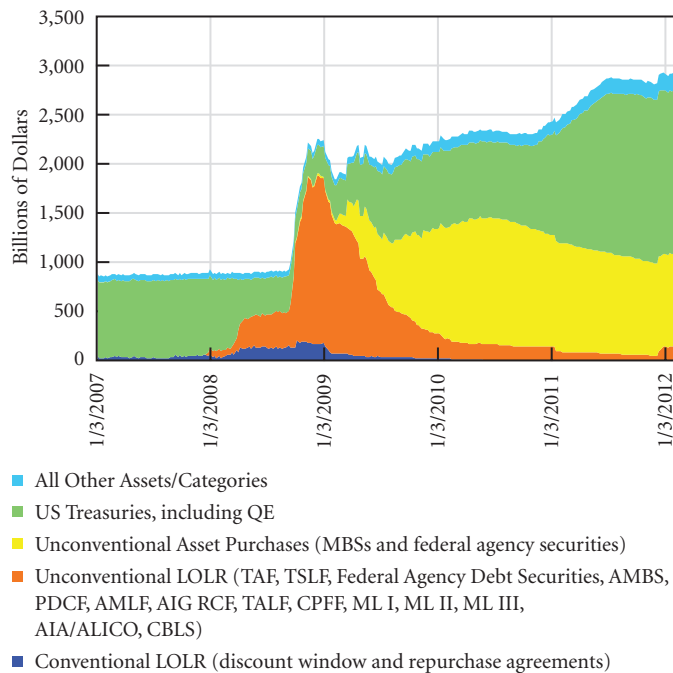 3,500
3,000
2,500
2,000
1,500
1,000
500
0
Billions of Dollars
1/3/2007
1/3/2008
1/3/2009
1/3/2010
1/3/2011
1/3/2012
All Other Assets/Categories
US Treasuries, including QE
Unconventional Asset Purchases (MBSs and federal agency securities)
Unconventional LOLR (TAF, TSLF, Federal Agency Debt Securities, AMBS,
PDCF, AMLF, AIG RCF, TALF, CPFF, ML I, ML II, ML III,
AIA/ALICO, CBLS)
Conventional LOLR (discount window and repurchase agreements)